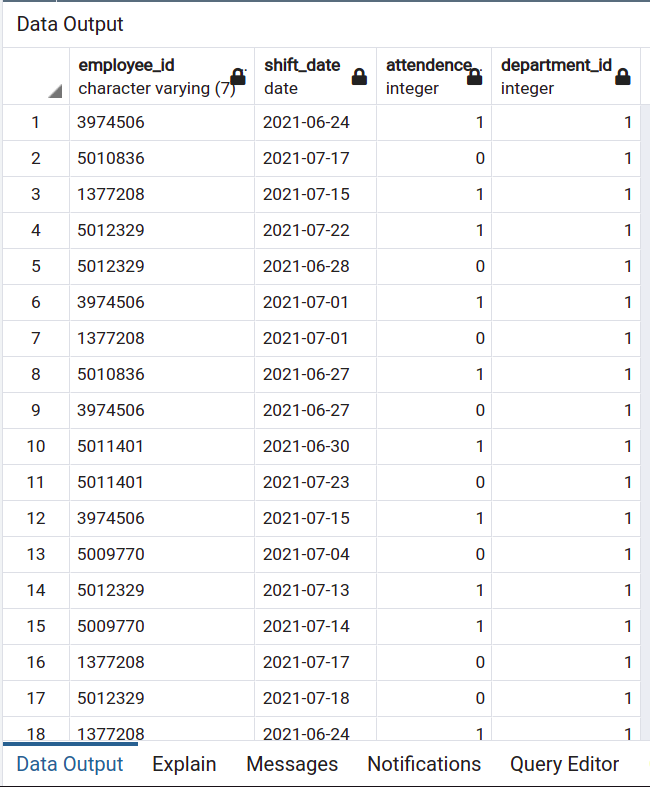 Data Output
employee_id shift_date attendence.. department_id
character varying (7) date integer integer
1 3974506 2021-06-24 1 1
2 5010836 2021-07-17 0 1
3 1377208 2021-07-15 1 1
4 5012329 2021-07-22 1 1
5 5012329 2021-06-28 0 1
6 3974506 2021-07-01 1 1
7 1377208 2021-07-01 0 1
8 5010836 2021-06-27 1 1
9 3974506 2021-06-27 0 1
10 5011401 2021-06-30 1 1
11 5011401 2021-07-23 0 1
12 3974506 2021-07-15 1 1
13 5009770 2021-07-04 0 1
14 5012329 2021-07-13 1 1
15 5009770 2021-07-14 1 1
16 1377208 2021-07-17 0 1
17 5012329 2021-07-18 0 1
18 1377208 2021-06-24 1 1
Data Output Explain Messages Notifications Query Editor